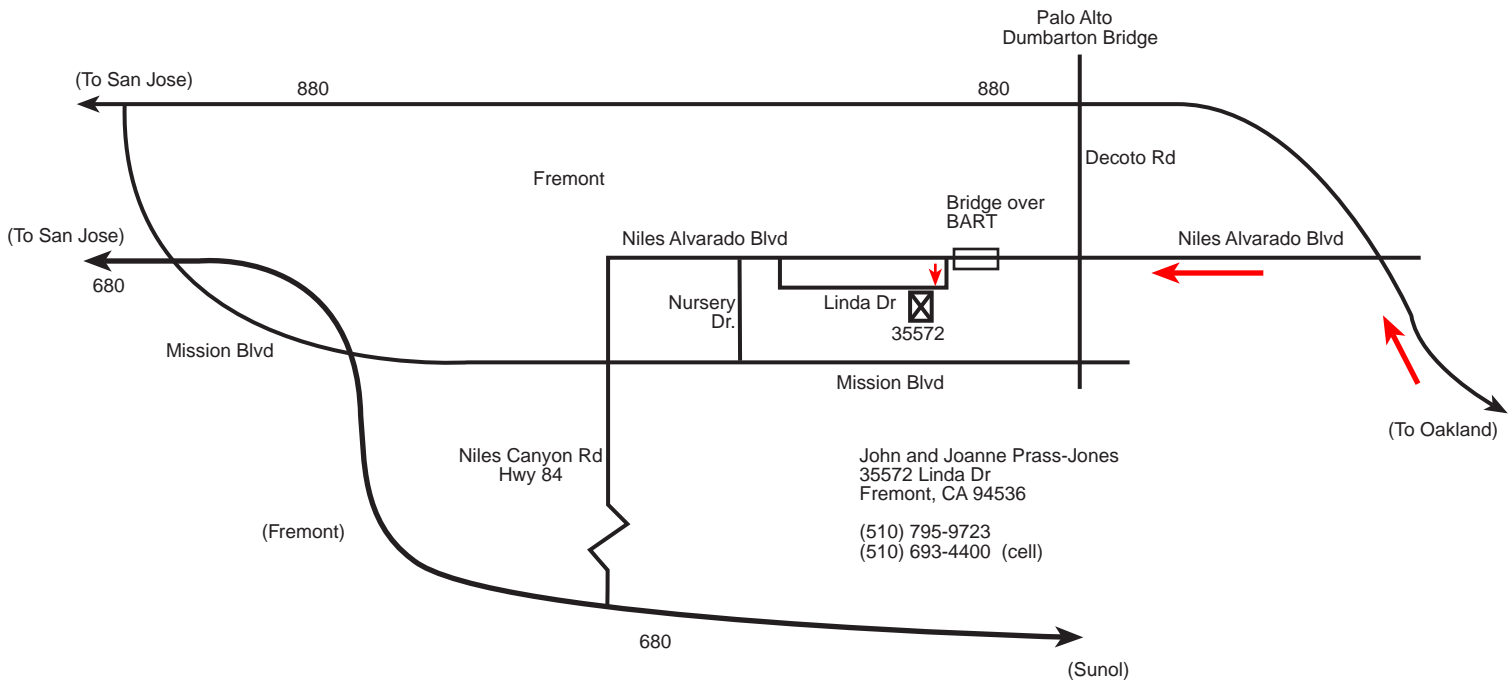 Palo Alto
Dumbarton Bridge
(To San Jose)
880
880
Decoto Rd
Fremont
Bridge over
BART
(To San Jose)
Niles Alvarado Blvd
Niles Alvarado Blvd
680
Nursery
Dr.
Linda Dr
35572
Mission Blvd
Mission Blvd
(To Oakland)
Niles Canyon Rd
Hwy 84
John and Joanne Prass-Jones
35572 Linda Dr
Fremont, CA 94536
(510) 795-9723
(510) 693-4400 (cell)
(Fremont)
680
(Sunol)